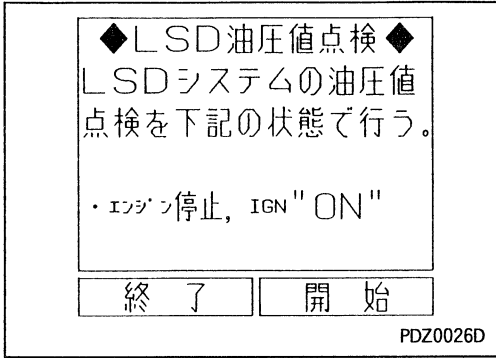 ◆LSD油圧値点検◆
LSDシステムの油圧値
点検を下記の状態で行う。
・エンジン停止, IGN"ON"
終 了
開 始
PDZ0026D